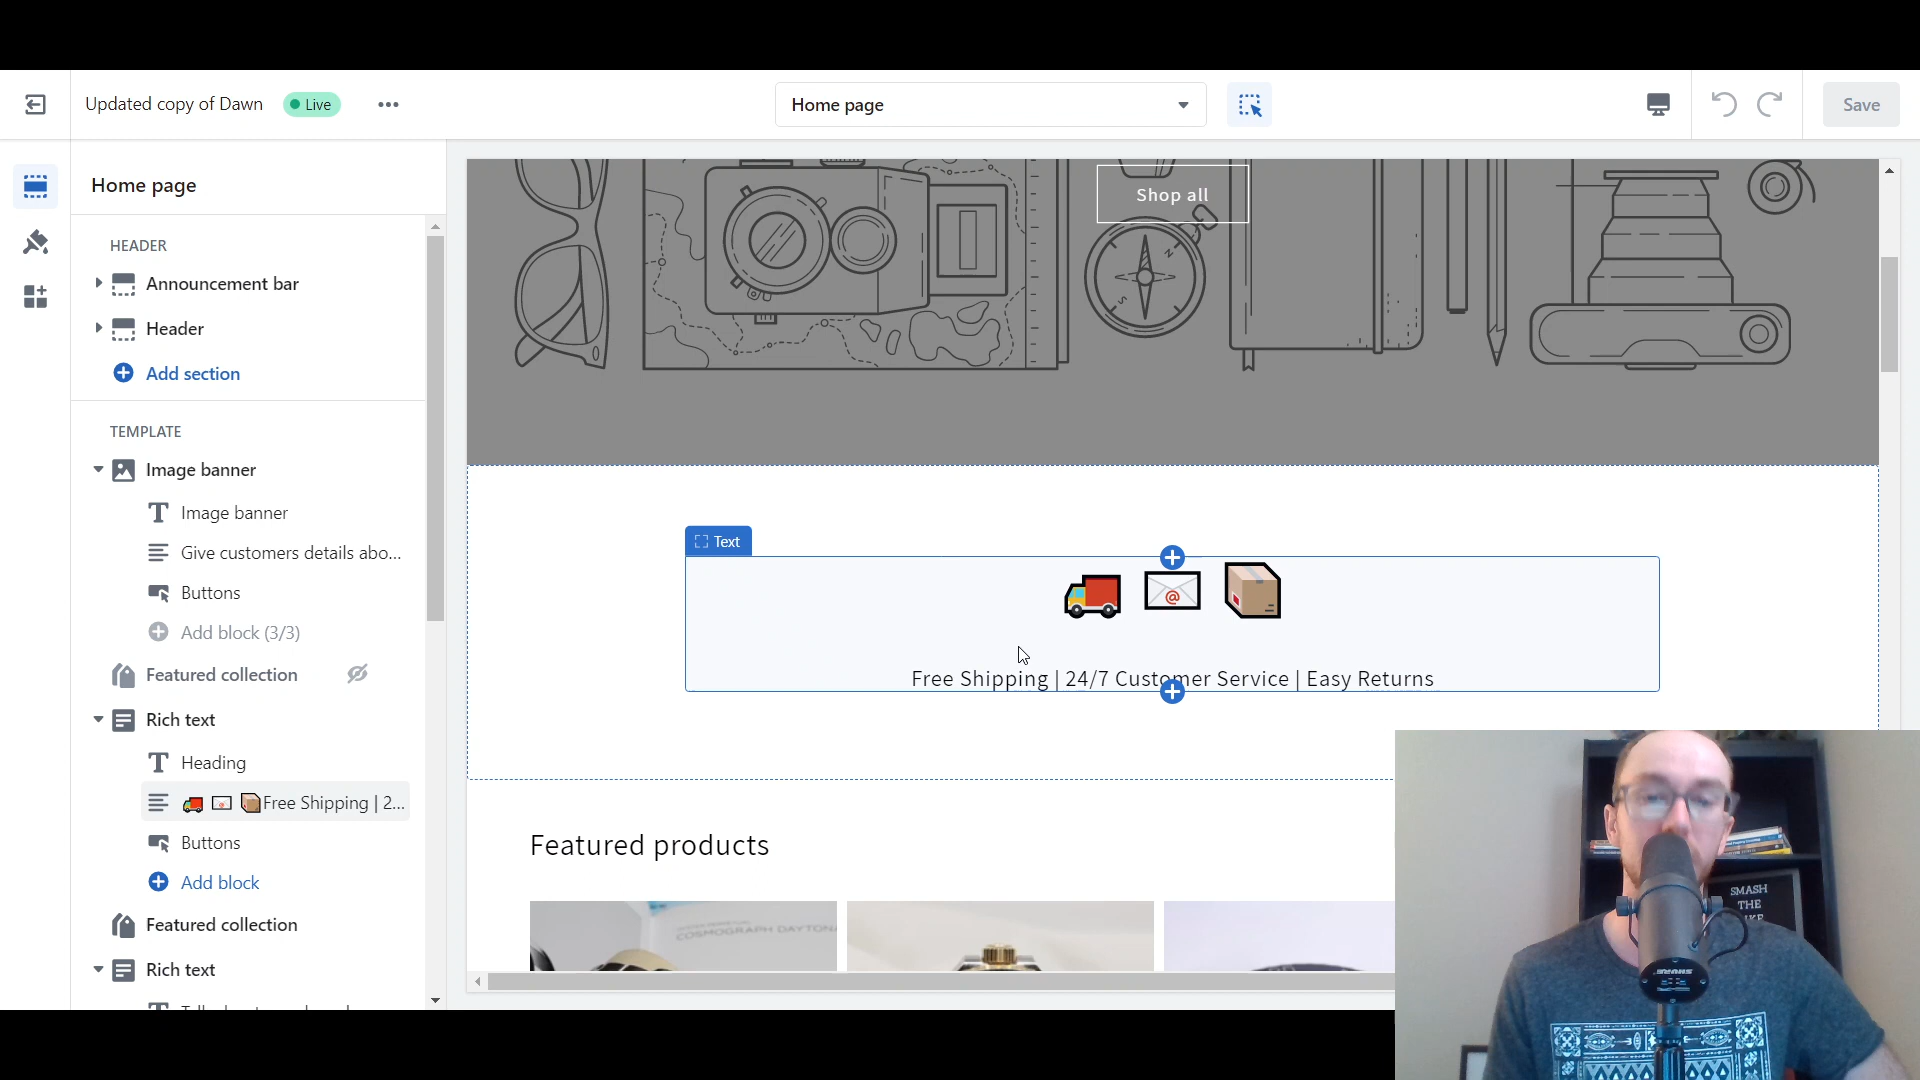 Updated copy of Dawn
Live
Home page
Save
Home page
HEADER
Announcement bar
Header
Add section
TEMPLATE
Image banner
Image banner
Give customers details abo...
Buttons
Add block (3/3)
Featured collection
Rich text
Heading
Free Shipping | 2...
Buttons
Add block
Featured collection
Rich text
Shop all
N
S
Text
@
Free Shipping | 24/7 Customer Service | Easy Returns
Featured products
COSMOGRAPH DAYTONA
SMASH
THE
SHURE